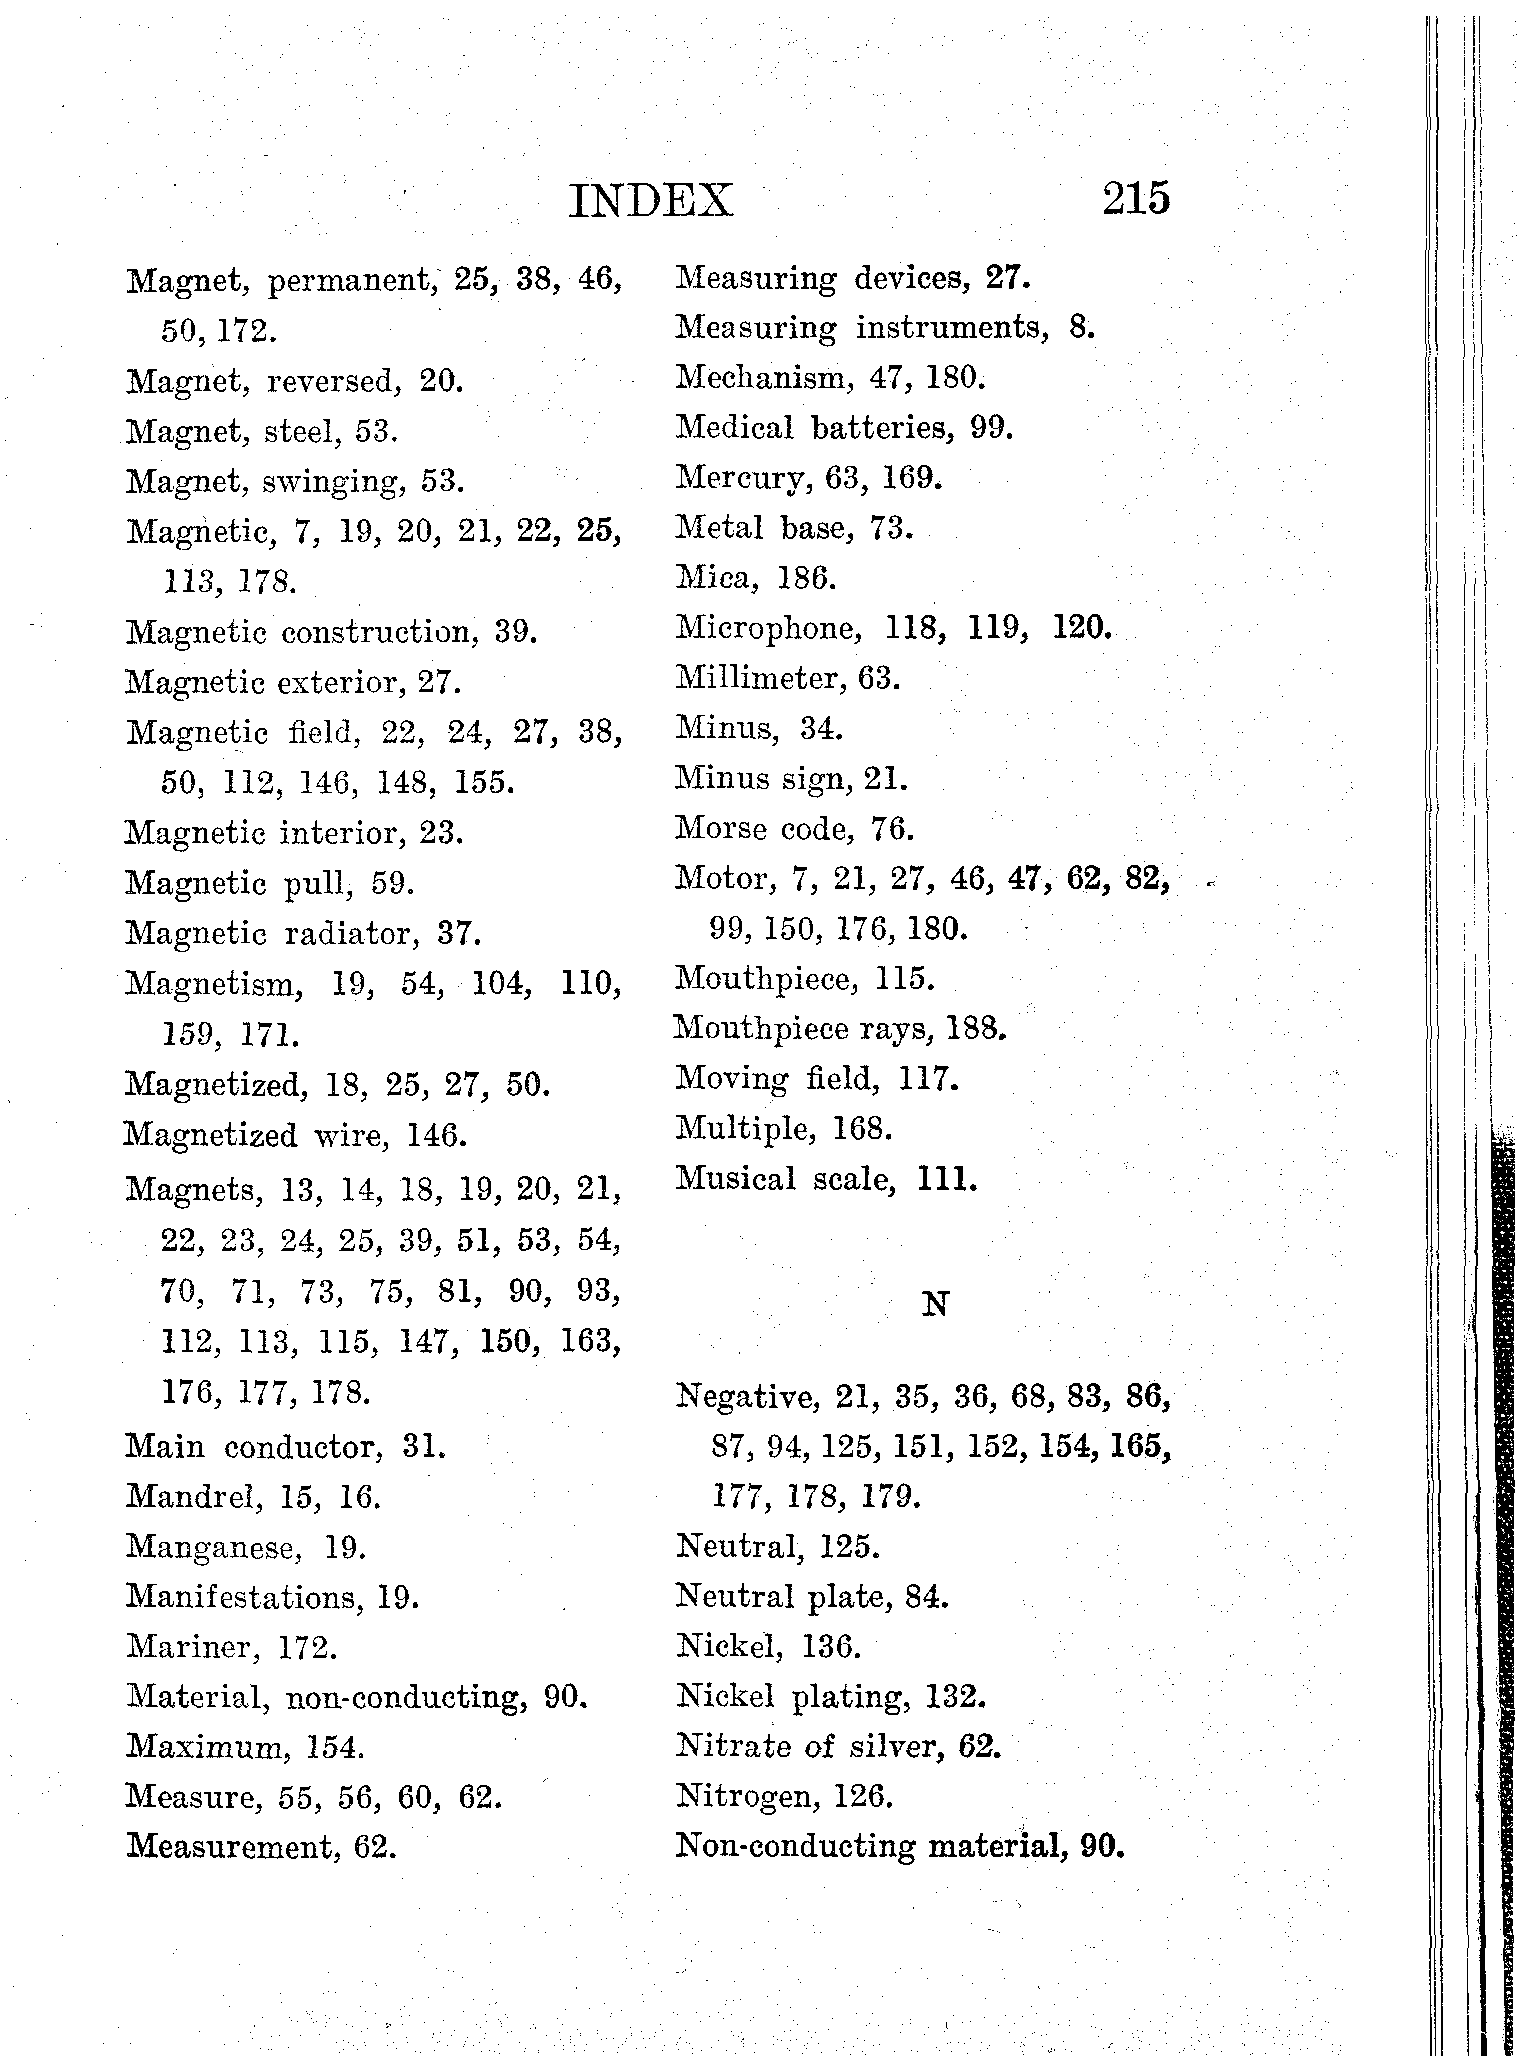 INDEX 215
Magnet, permanent, 25, 38, 46,
50, 172.
Magnet, reversed, 20.
Magnet, steel, 53.
Magnet, swinging, 53.
Magnetic, 7, 19, 20, 21, 22, 25,
113, 178.
Magnetic construction, 39.
Magnetic exterior, 27.
Magnetic field, 22, 24, 27, 38,
50, 112, 146, 148, 155.
Magnetic interior, 23.
Magnetic pull, 59.
Magnetic radiator, 37.
Magnetism, 19, 54, 104, 110,
159, 171.
Magnetized, 18, 25, 27, 50.
Magnetized wire, 146.
Magnets, 13, 14, 18, 19, 20, 21,
22, 23, 24, 25, 39, 51, 53, 54,
70, 71, 73, 75, 81, 90, 93,
112, 113, 115, 147, 150, 163,
176, 177, 178.
Main conductor, 31.
Mandrel, 15, 16.
Manganese, 19.
Manifestations, 19.
Mariner, 172.
Material, non-conducting, 90.
Maximum, 154.
Measure, 55, 56, 60, 62.
Measurement, 62.
Measuring devices, 27.
Measuring instruments, 8.
Mechanism, 47, 180.
Medical batteries, 99.
Mercury, 63, 169.
Metal base, 73.
Mica, 186.
Microphone, 118, 119, 120.
Millimeter, 63.
Minus, 34.
Minus sign, 21.
Morse code, 76.
Motor, 7, 21, 27, 46, 47, 62, 82,
99, 150, 176, 180.
Mouthpiece, 115.
Mouthpiece rays, 188.
Moving field, 117.
Multiple, 168.
Musical scale, 111.
N
Negative, 21, 35, 36, 68, 83, 86,
87, 94, 125, 151, 152, 154, 165,
177, 178, 179.
Neutral, 125.
Neutral plate, 84.
Nickel, 136.
Nickel plating, 132.
Nitrate of silver, 62.
Nitrogen, 126.
Non-conducting material, 90.